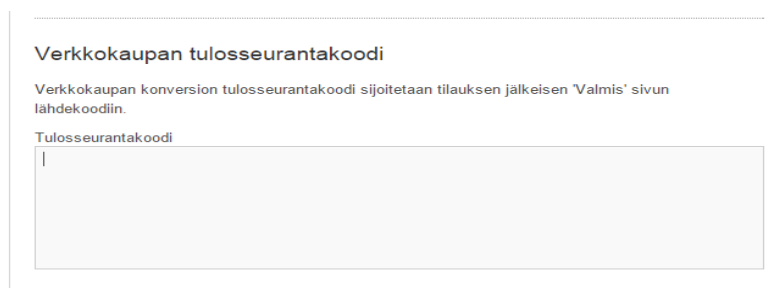 Verkkokaupan tulosseurantakoodi
Verkkokaupan konversion tulosseurantakoodi sijoitetaan tilauksen jälkeisen 'Valmis' sivun
lähdekoodiin.
Tulosseurantakoodi